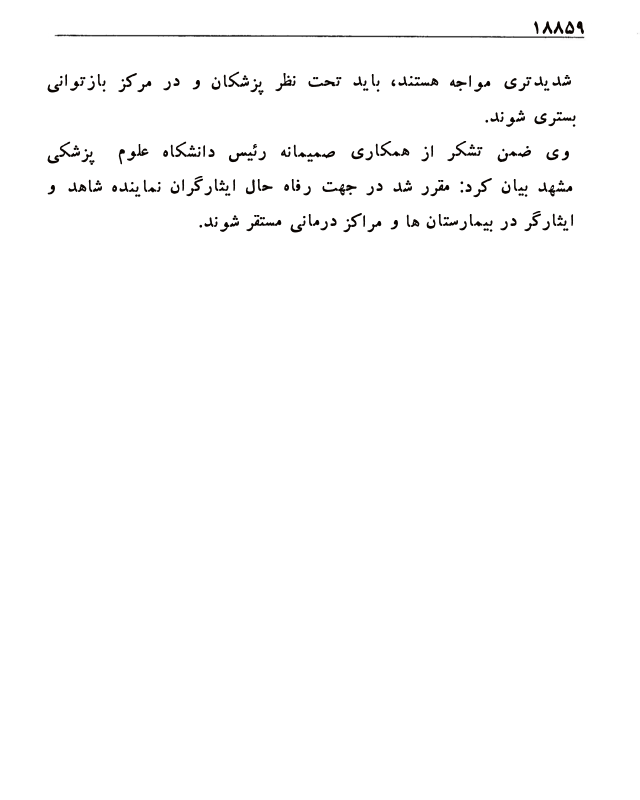 ۱۸۸۵۹
شدیدتری مواجه هستند، باید تحت نظر پزشکان و در مرکز بازتوانی
بستری شوند.
وی ضمن تشکر از همکاری صمیمانه رئیس دانشکاه علوم پزشکی
مشهد بیان کرد: مقرر شد در جهت رفاه حال ایثارگران نماینده شاهد و
ایثارگر در بیمارستان ها و مراکز درمانی مستقر شوند.